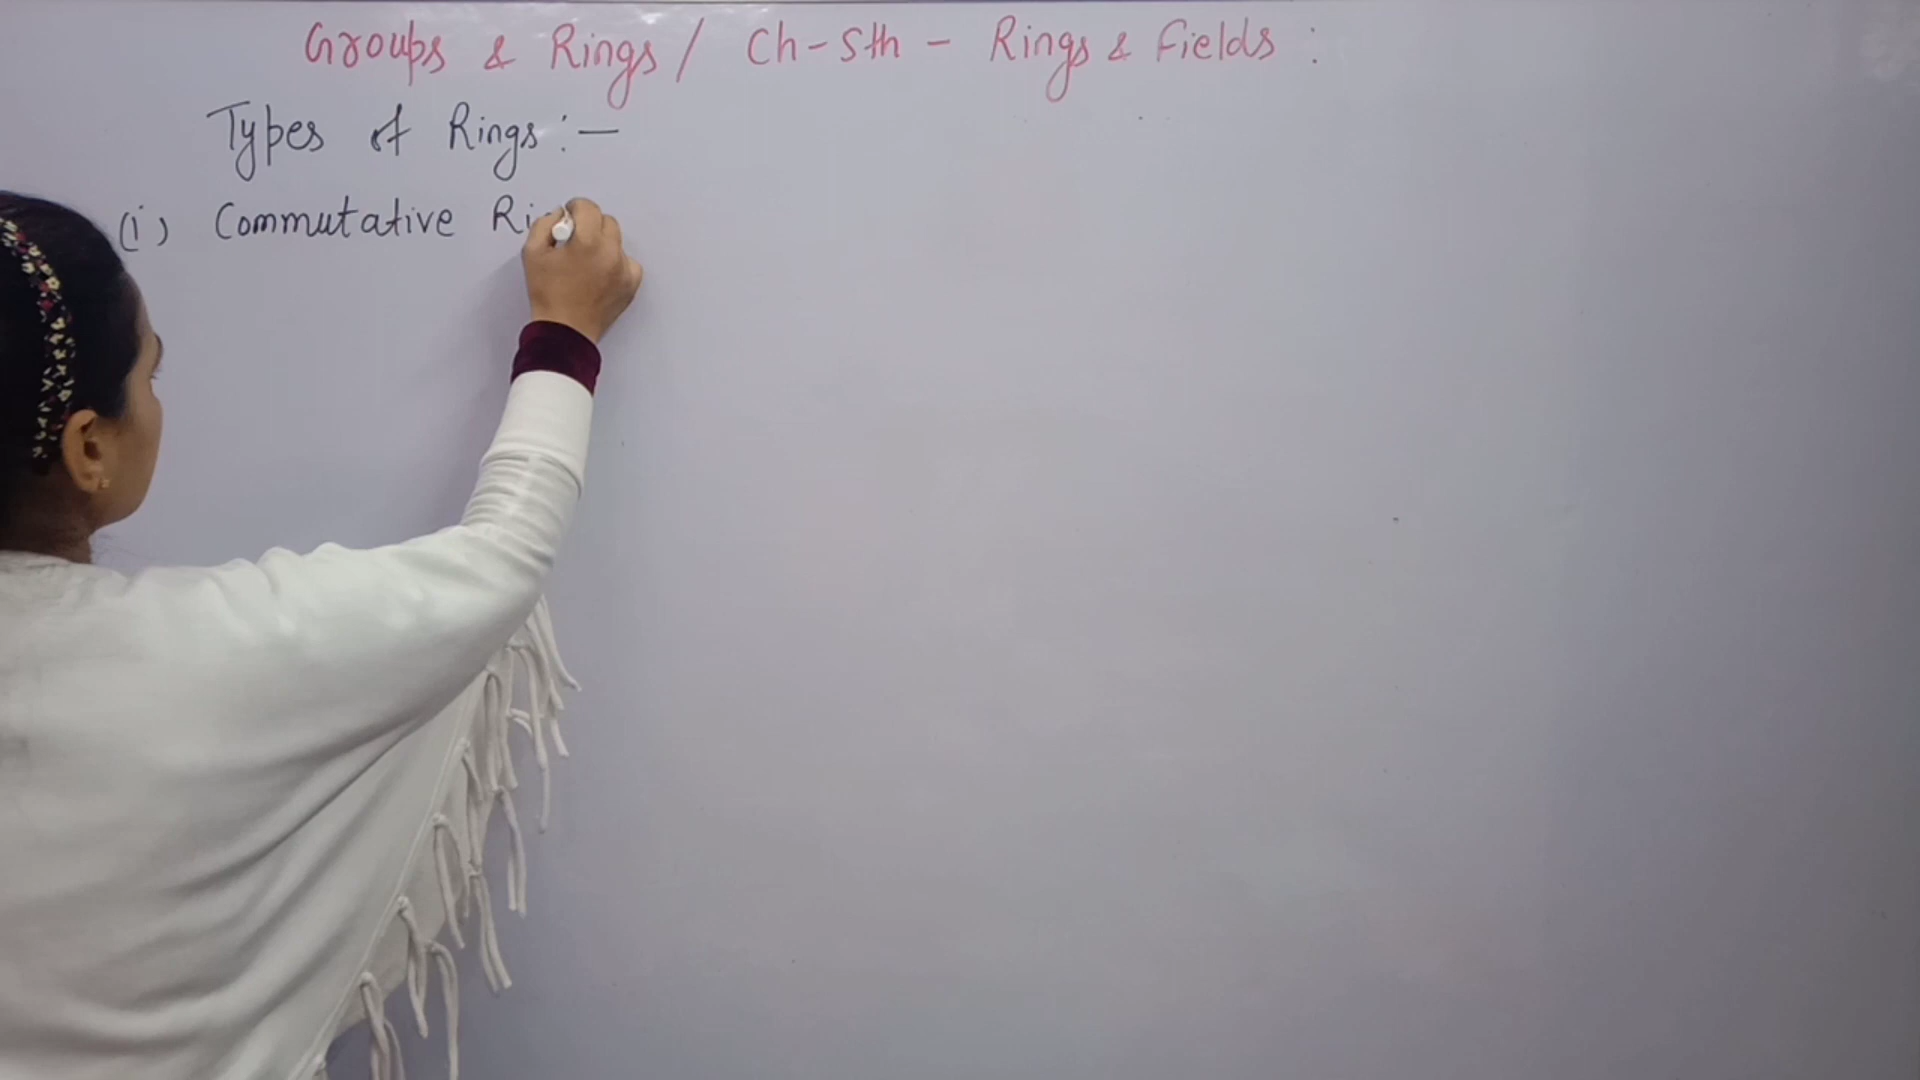 Groups & Rings / Ch-5th - Rings & Fields :
Types of Rings :-
(i) Commutative Ri